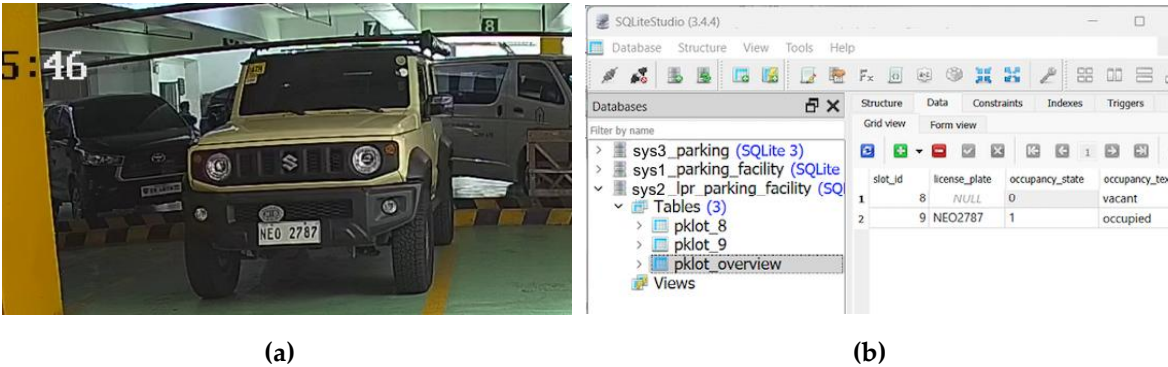 7
8
5:46
NEO 2787
(a)
SQLiteStudio (3.4.4)
Database Structure View Tools Help
Databases
Filter by name
sys3_parking (SQLite 3)
sys1_parking_facility (SQLite
sys2_lpr_parking_facility (SQL
Tables (3)
pklot_8
pklot_9
pklot_overview
Views
Structure Data Constraints Indexes Triggers
Grid view Form view
1
slot_id license_plate occupancy_state occupancy_tex
1 8 NULL 0 vacant
2 9 NEO2787 1 occupied
(b)